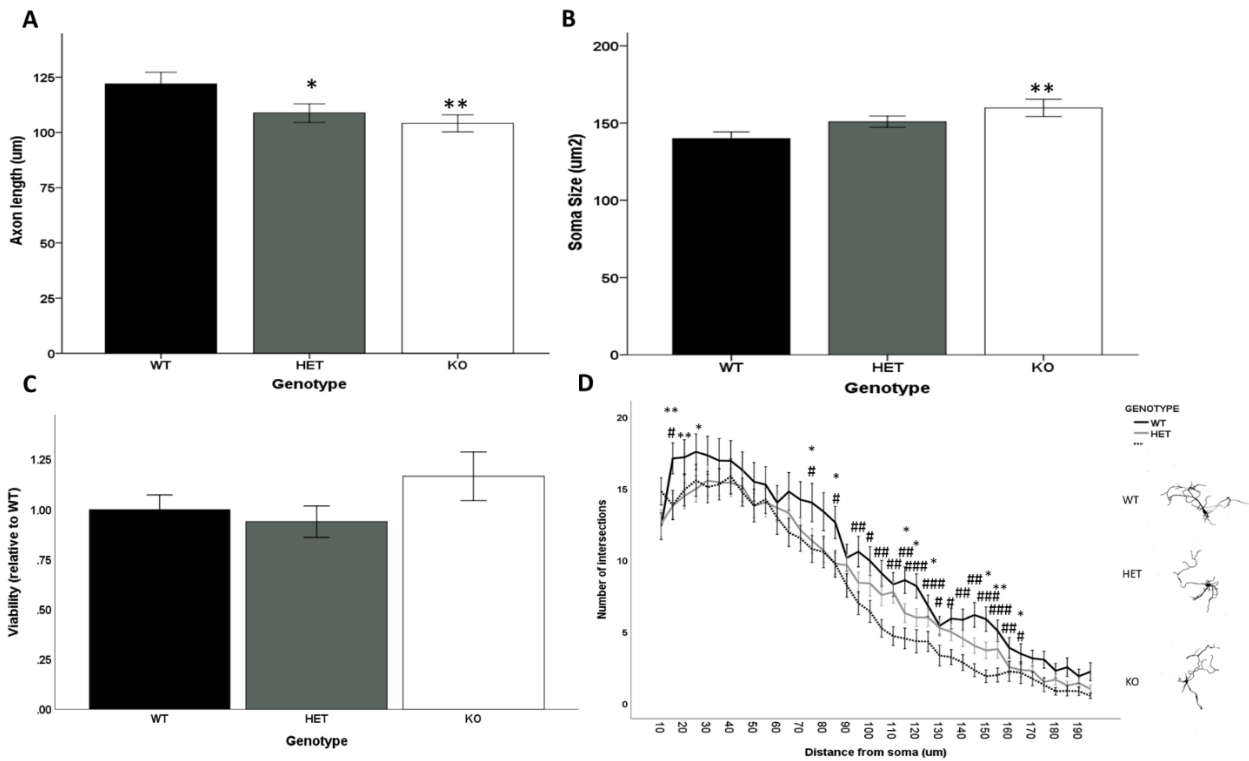 A
125
100
75
50
25
0
Axon length (um)
*
**
WT HET KO
Genotype
B
200
150
100
50
0
Soma Size (um2)
**
WT HET KO
Genotype
C
1.25
1.00
.75
.50
.25
.00
Viability (relative to WT)
WT HET KO
Genotype
D
20
15
10
5
0
Number of intersections
** ** * * * * * * * ** *
# # # ## # ## ## ## ### ### # # ## ## ### ### ## #
10 20 30 40 50 60 70 80 90 100 110 120 130 140 150 160 170 180 190
Distance from soma (um)
GENOTYPE
WT
HET
WT
HET
KO